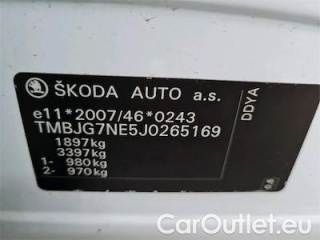 ŠKODA AUTO a.s.
e11*2007/46*0243
TMBJG7NE5J0265169
1897kg
3397kg
1- 980kg
2- 970kg
DDYA
CarOutlet.eu